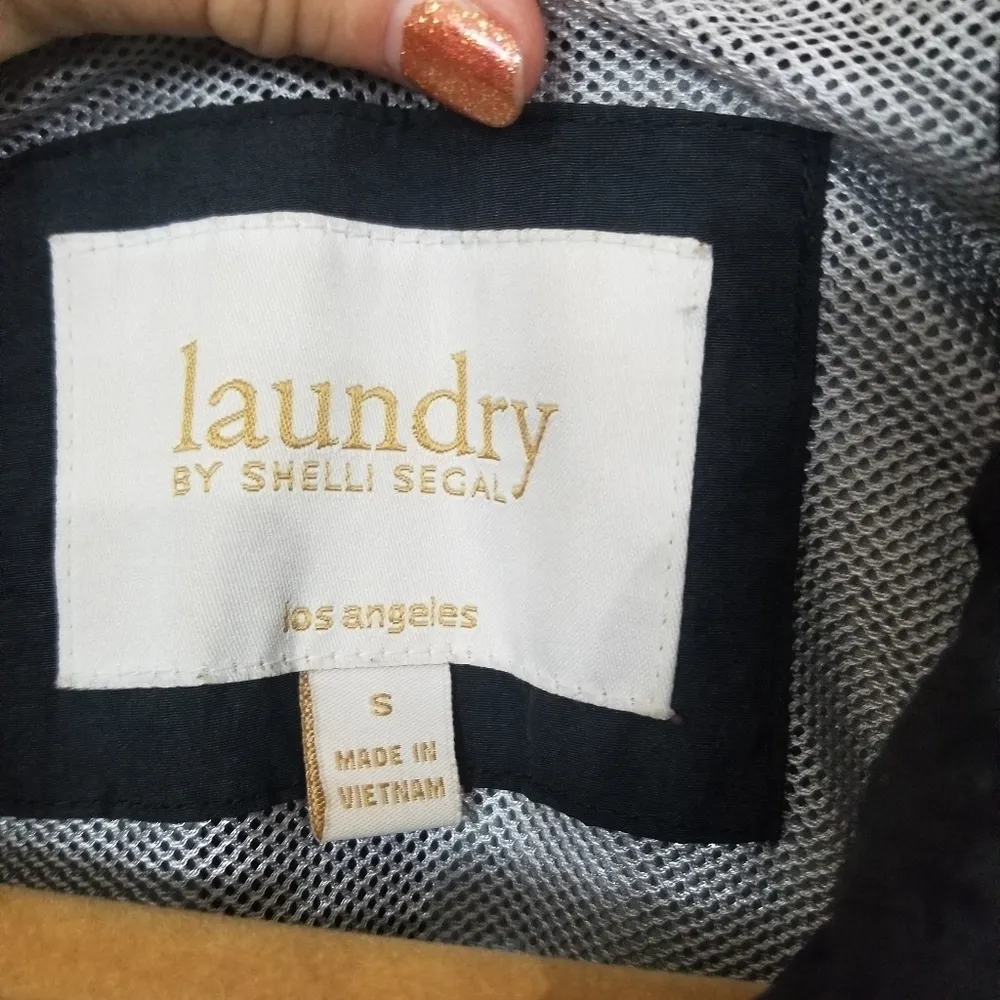 laundry
BY SHELLI SEGAL
los angeles
S
MADE IN
VIETNAM